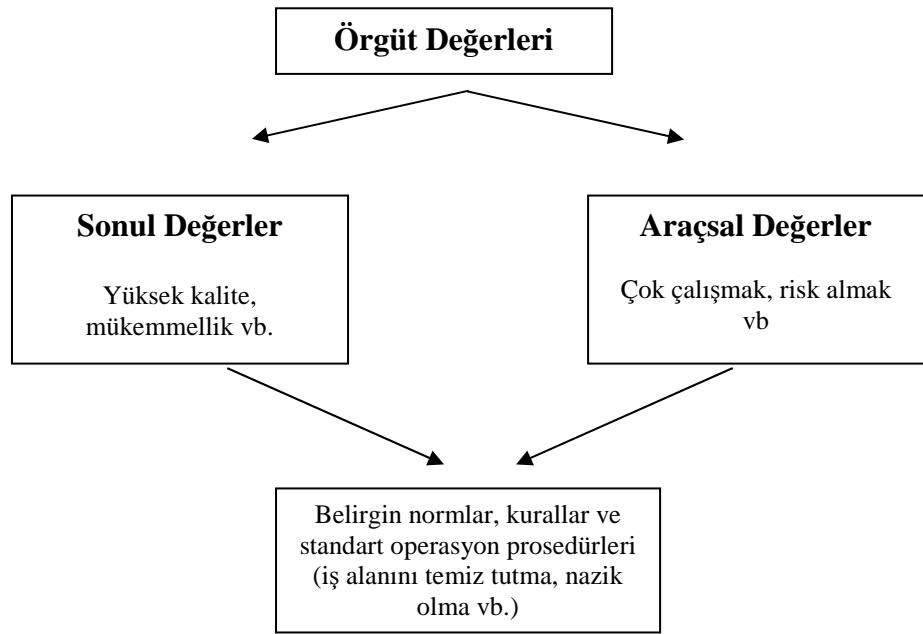 Örgüt Değerleri
Sonul Değerler
Yüksek kalite,
mükemmellik vb.
Araçsal Değerler
Çok çalışmak, risk almak
vb
Belirgin normlar, kurallar ve
standart operasyon prosedürleri
(iş alanını temiz tutma, nazik
olma vb.)